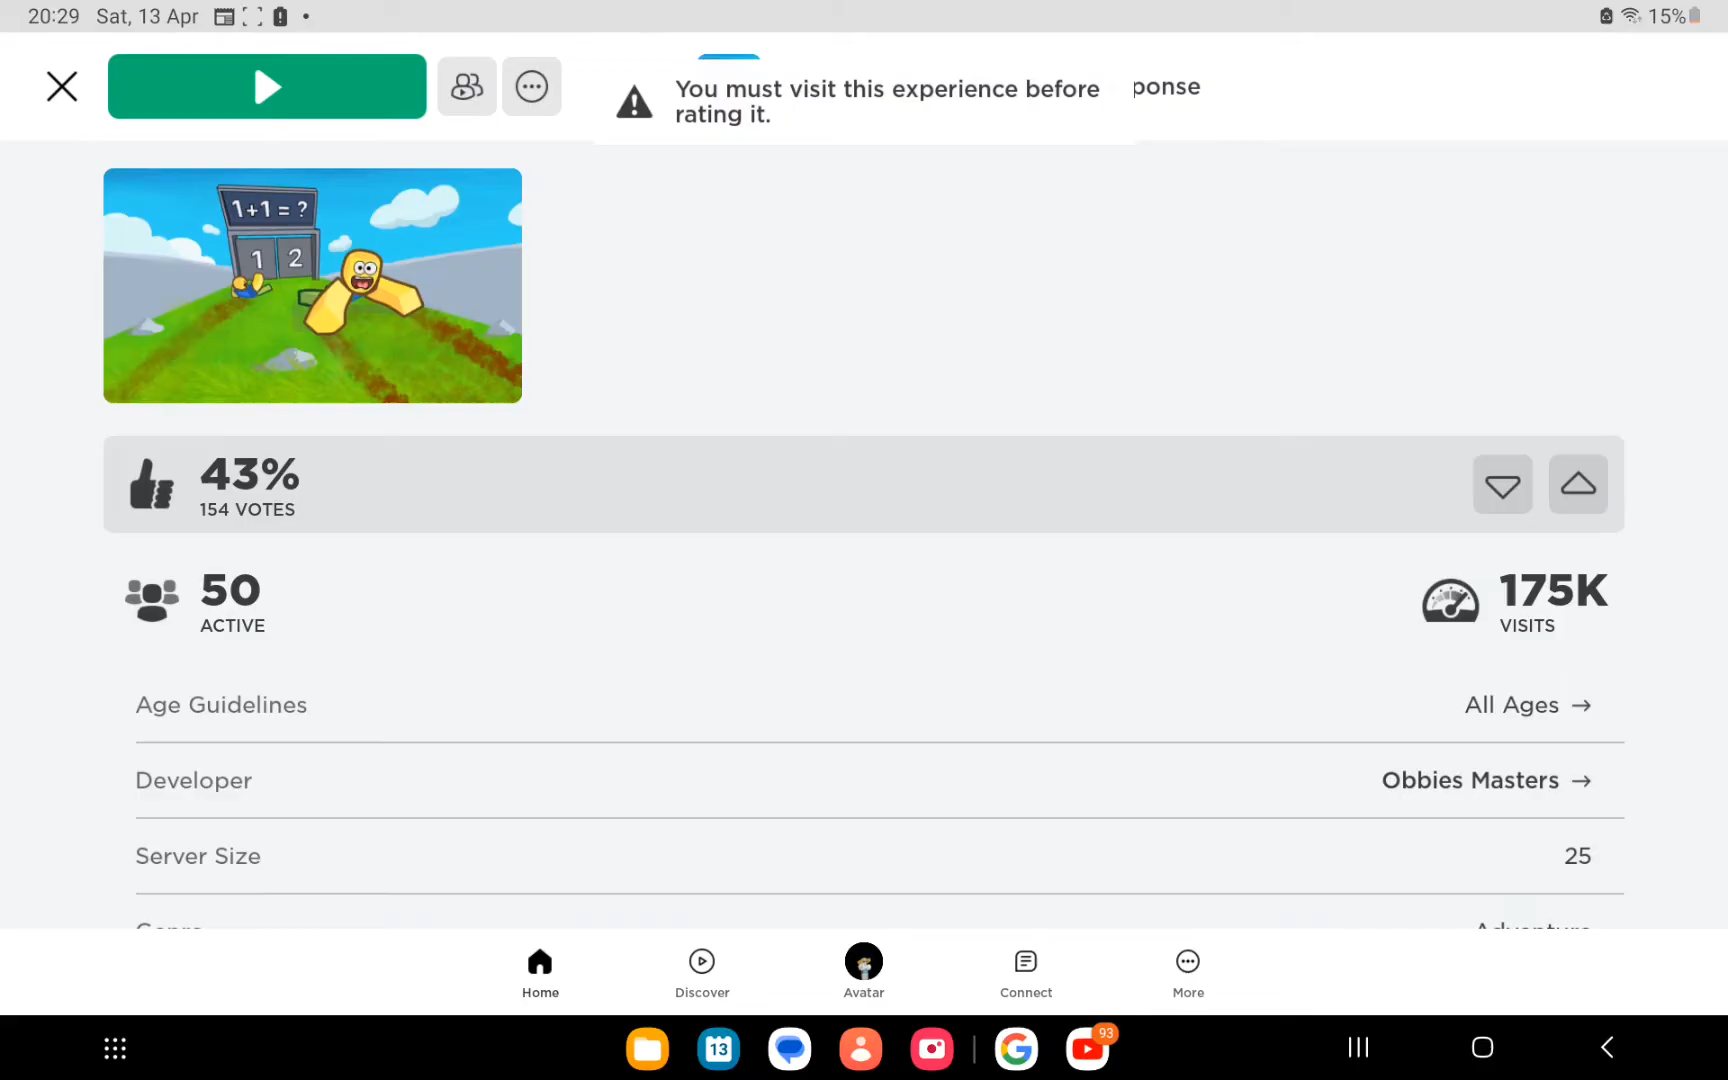 20:29 Sat, 13 Apr
15%
You must visit this experience before
rating it.
ponse
1+1 = ?
1 2
43%
154 VOTES
50
ACTIVE
175K
VISITS
Age Guidelines All Ages →
Developer Obbies Masters →
Server Size 25
Genre Adventure
Home Discover Avatar Connect More
13
93